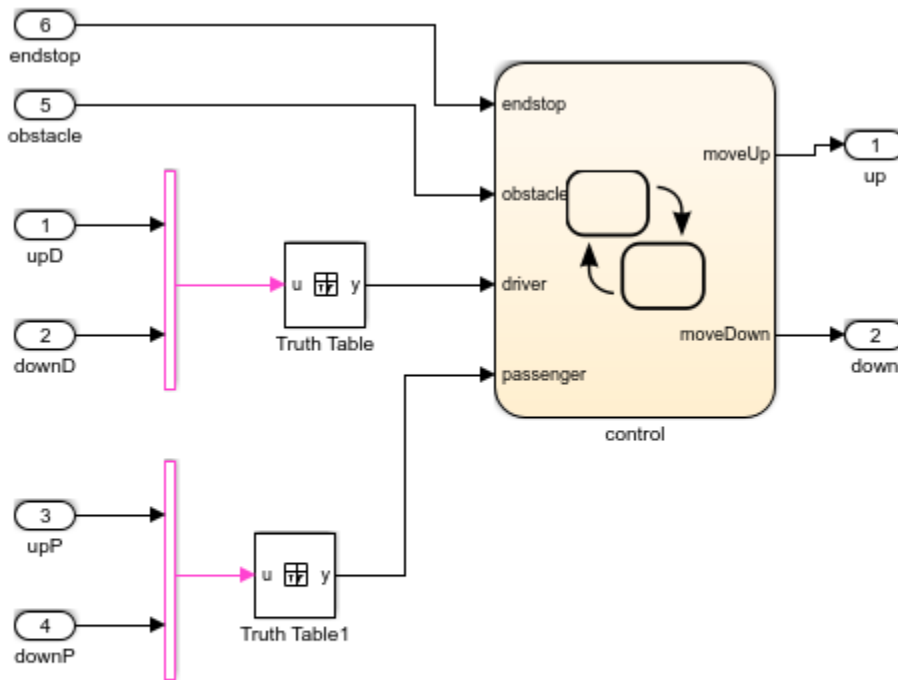 6
endstop
5
obstacle
1
upD
2
downD
u y
Truth Table
3
upP
4
downP
u y
Truth Table1
endstop
obstacle
driver
passenger
moveUp
moveDown
control
1
up
2
down